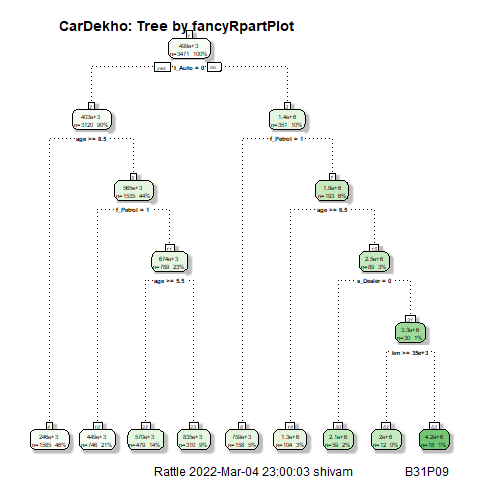 CarDekho: Tree by fancyRpartPlot
499e+3
n=3471 100%
yes t_Auto = 0 no
2
403e+3
n=3120 90%
3
1.4e+6
n=351 10%
age >= 8.5
f_Petrol = 1
5
565e+3
n=1535 44%
7
1.8e+6
n=193 6%
f_Petrol = 1
age >= 6.5
11
674e+3
n=789 23%
15
2.5e+6
n=89 3%
age >= 5.5
s_Dealer = 0
31
3.3e+6
n=30 1%
km >= 35e+3
4
246e+3
n=1585 46%
10
449e+3
n=746 21%
22
570e+3
n=479 14%
23
835e+3
n=310 9%
6
759e+3
n=158 5%
14
1.3e+6
n=104 3%
30
2.1e+6
n=59 2%
62
2e+6
n=12 0%
63
4.2e+6
n=18 1%
Rattle 2022-Mar-04 23:00:03 shivam B31P09